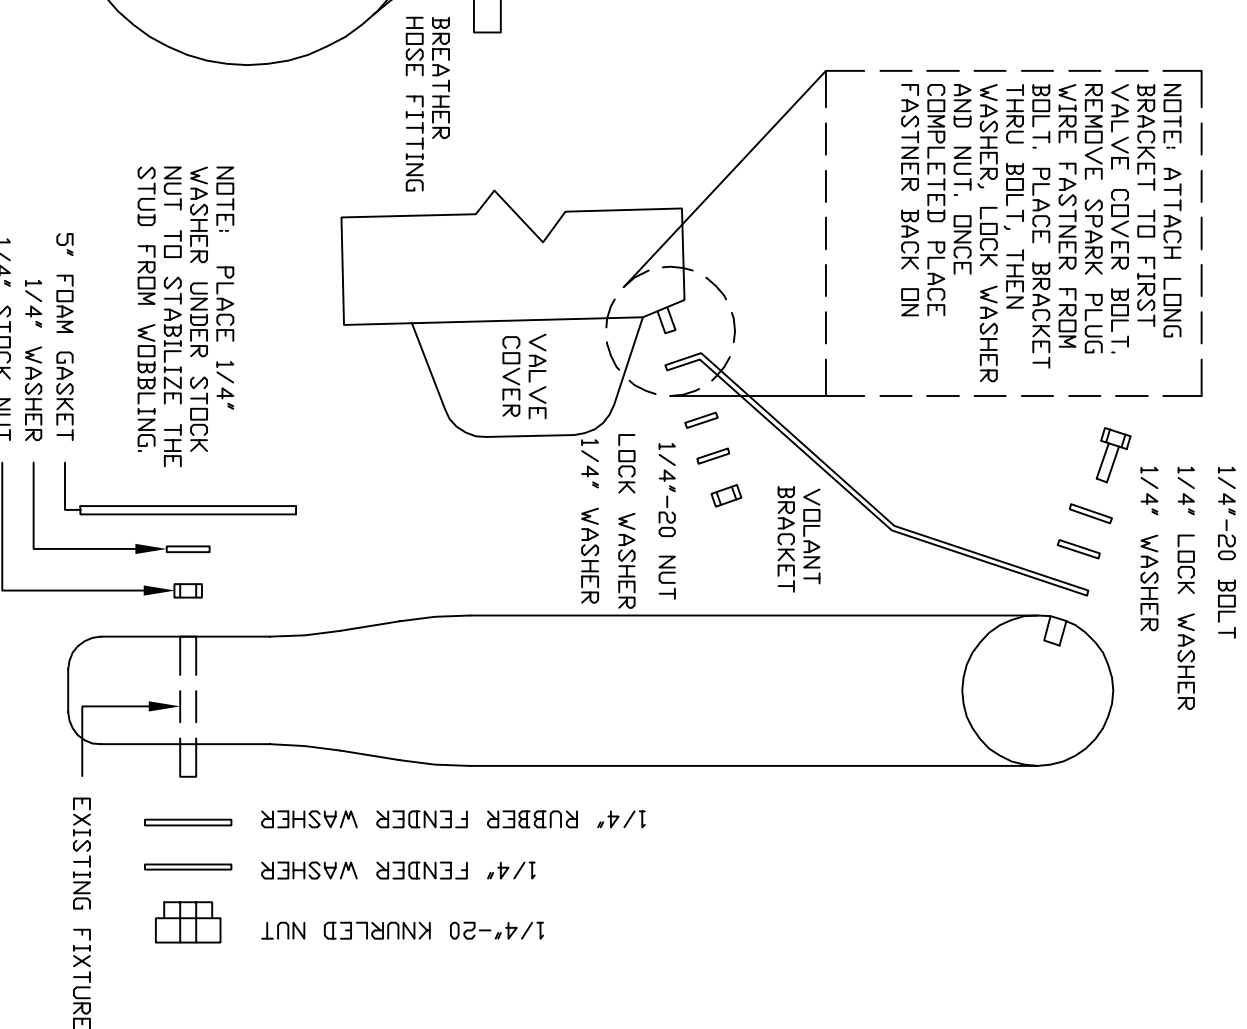 NOTE: ATTACH LONG
BRACKET TO FIRST
VALVE COVER BOLT.
REMOVE SPARK PLUG
WIRE FASTNER FROM
BOLT. PLACE BRACKET
THRU BOLT, THEN
WASHER, LOCK WASHER
AND NUT. ONCE
COMPLETED PLACE
FASTNER BACK ON
BREATHER
HOSE FITTING
1/4"-20 BOLT
1/4" LOCK WASHER
1/4" WASHER
VOLANT
BRACKET
1/4"-20 NUT
LOCK WASHER
1/4" WASHER
VALVE
COVER
NOTE: PLACE 1/4"
WASHER UNDER STOCK
NUT TO STABILIZE THE
STUD FROM WOBBLING.
5" FOAM GASKET
1/4" WASHER
1/4" STOCK NUT
EXISTING FIXTURE
1/4" RUBBER FENDER WASHER
1/4" FENDER WASHER
1/4"-20 KNURLED NUT